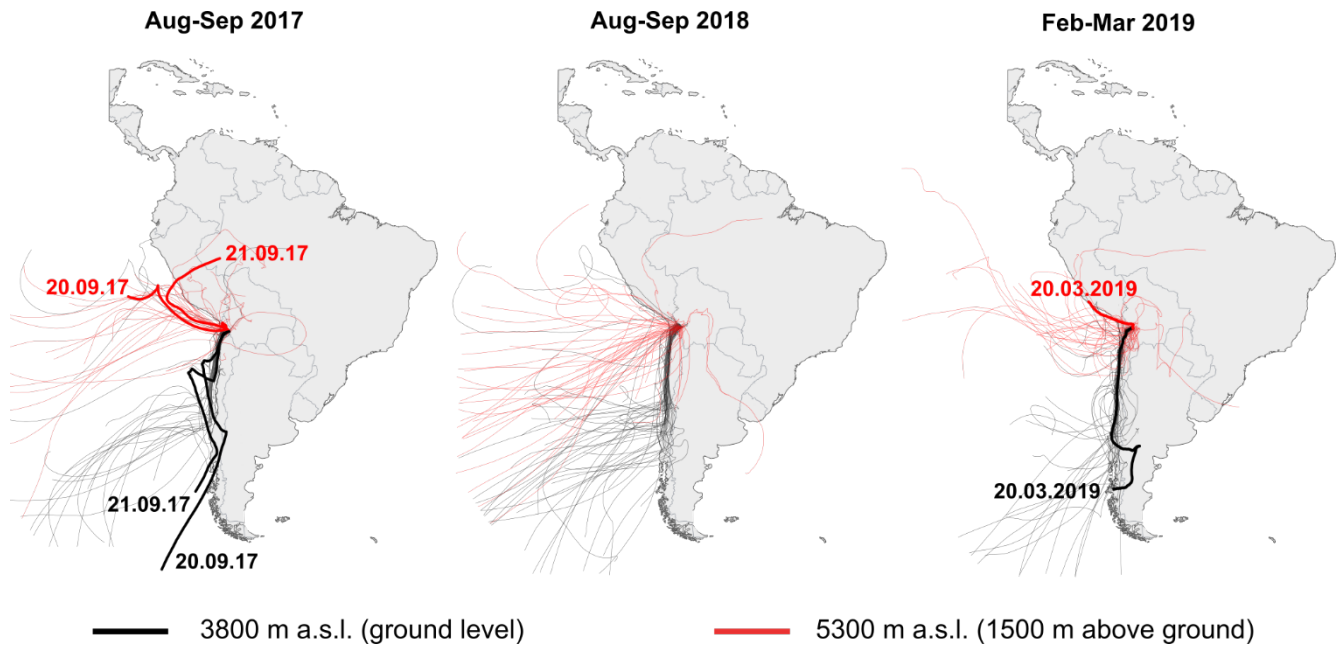 Aug-Sep 2017
Aug-Sep 2018
Feb-Mar 2019
21.09.17
20.09.17
20.03.2019
21.09.17
20.03.2019
20.09.17
3800 m a.s.l. (ground level)
5300 m a.s.l. (1500 m above ground)